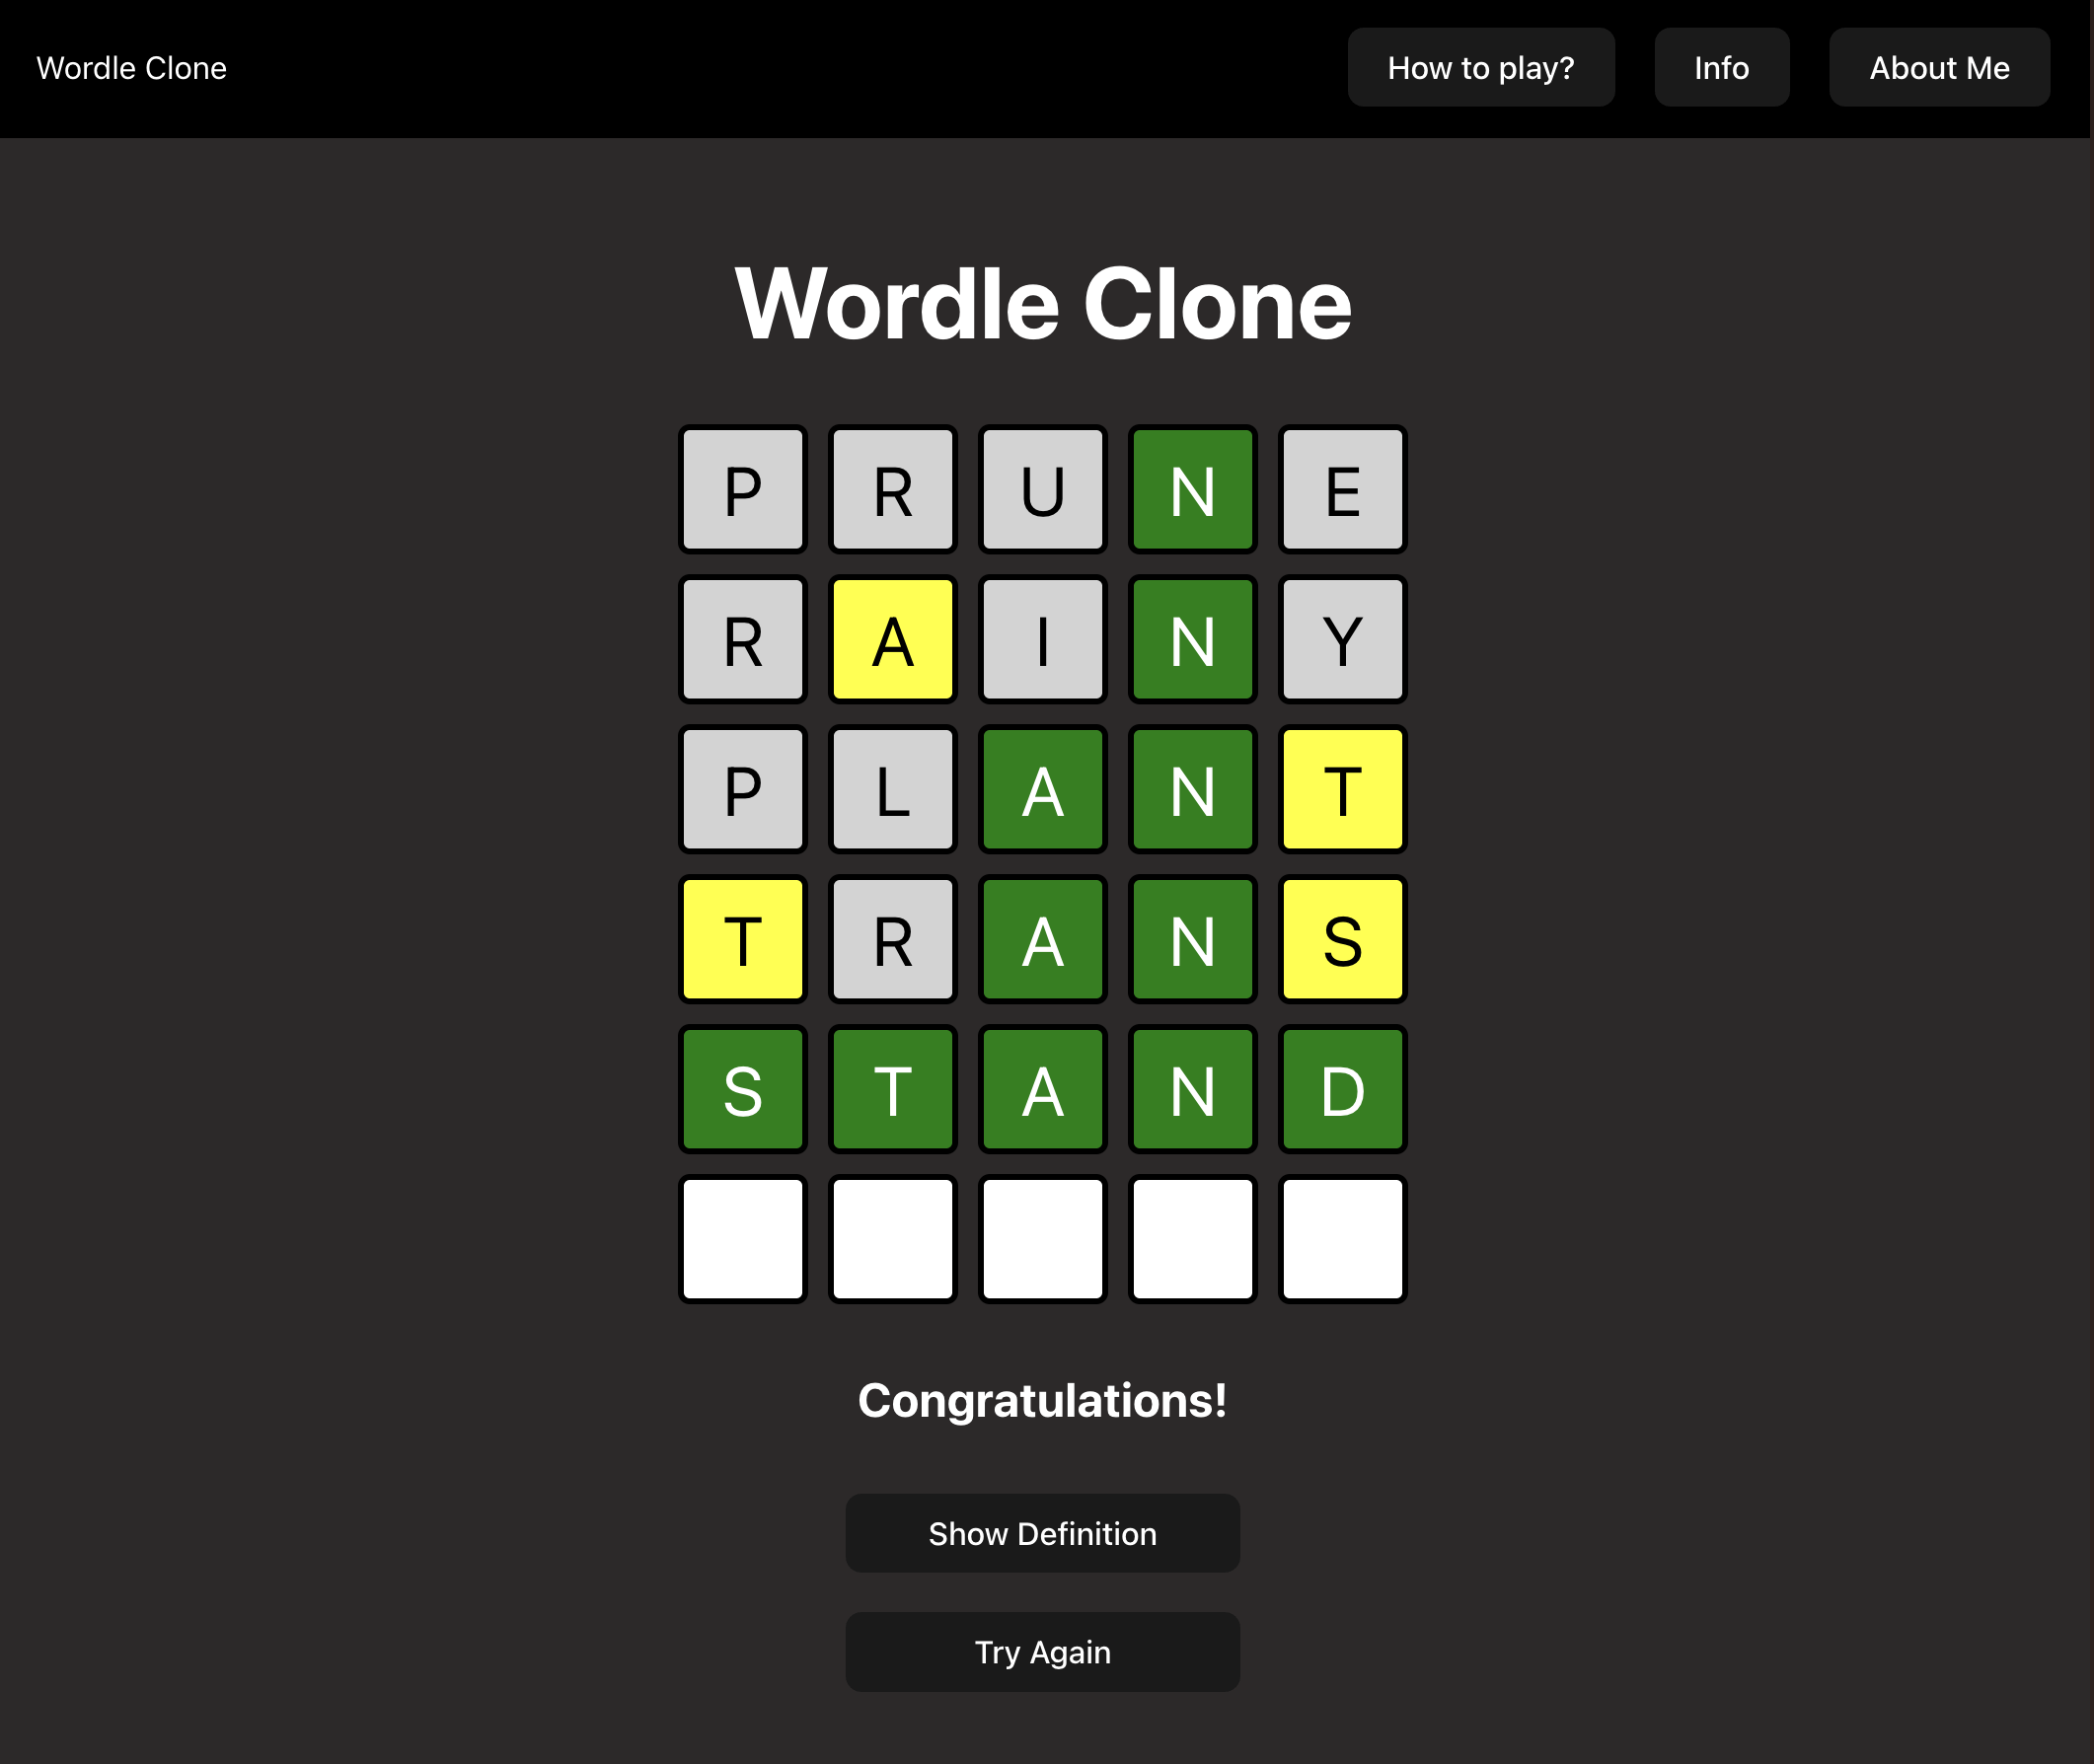 Wordle Clone How to play? Info About Me
Wordle Clone
P R U N E
R A I N Y
P L A N T
T R A N S
S T A N D
Congratulations!
Show Definition
Try Again